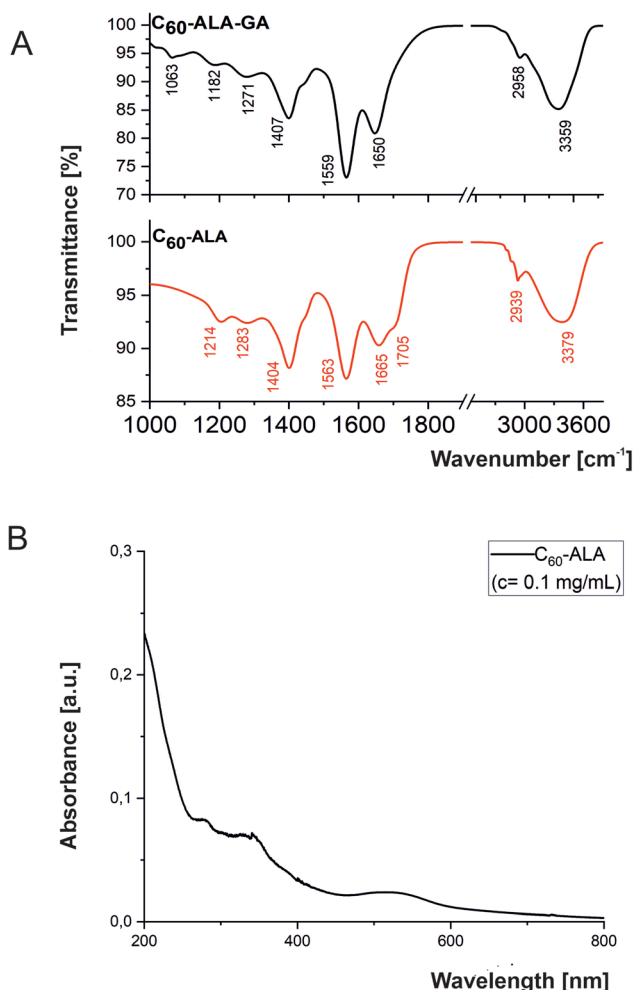 A
C60-ALA-GA
100
95
90
85
80
75
70
1063
1182
1271
1407
1559
1650
2958
3359
Transmittance [%]
C60-ALA
100
95
90
85
1214
1283
1404
1563
1665
1705
2939
3379
1000 1200 1400 1600 1800 3000 3600
Wavenumber [cm-1]
B
0,3
0,2
0,1
0,0
C60-ALA
(c= 0.1 mg/mL)
Absorbance [a.u.]
200 400 600 800
Wavelength [nm]